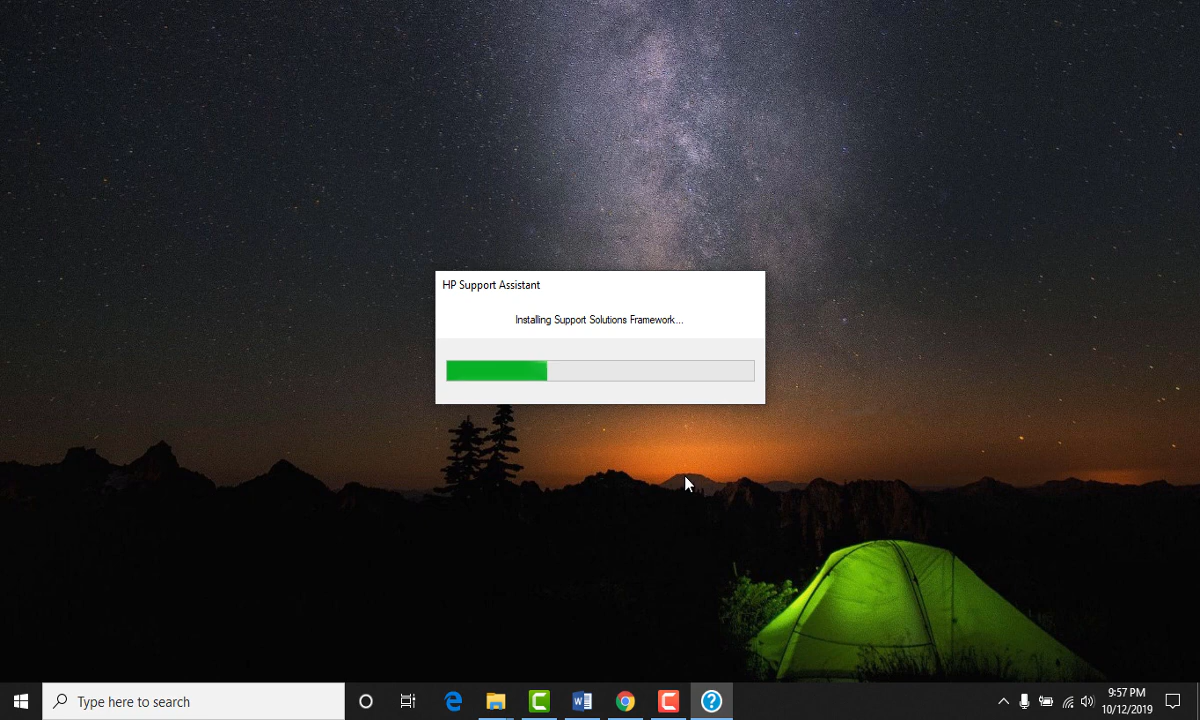 HP Support Assistant
Installing Support Solutions Framework...
Type here to search
9:57 PM
10/12/2019